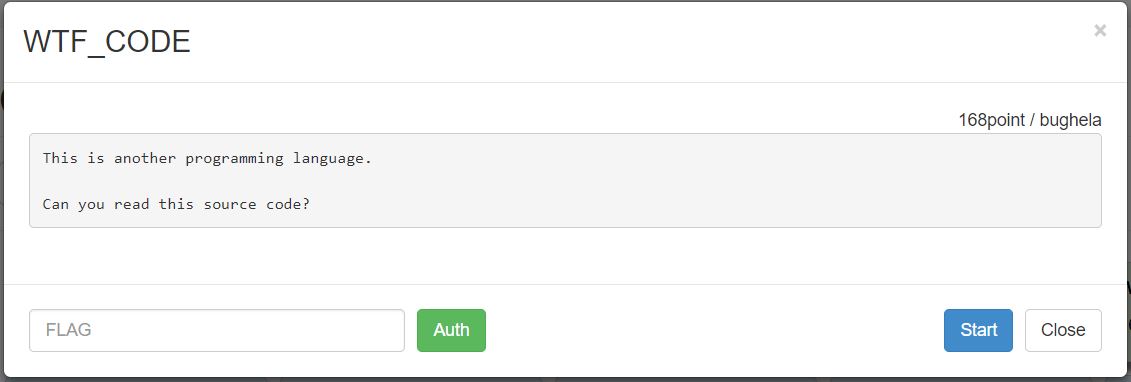 WTF_CODE
×
168point / bughela
This is another programming language.
Can you read this source code?
FLAG
Auth
Start
Close